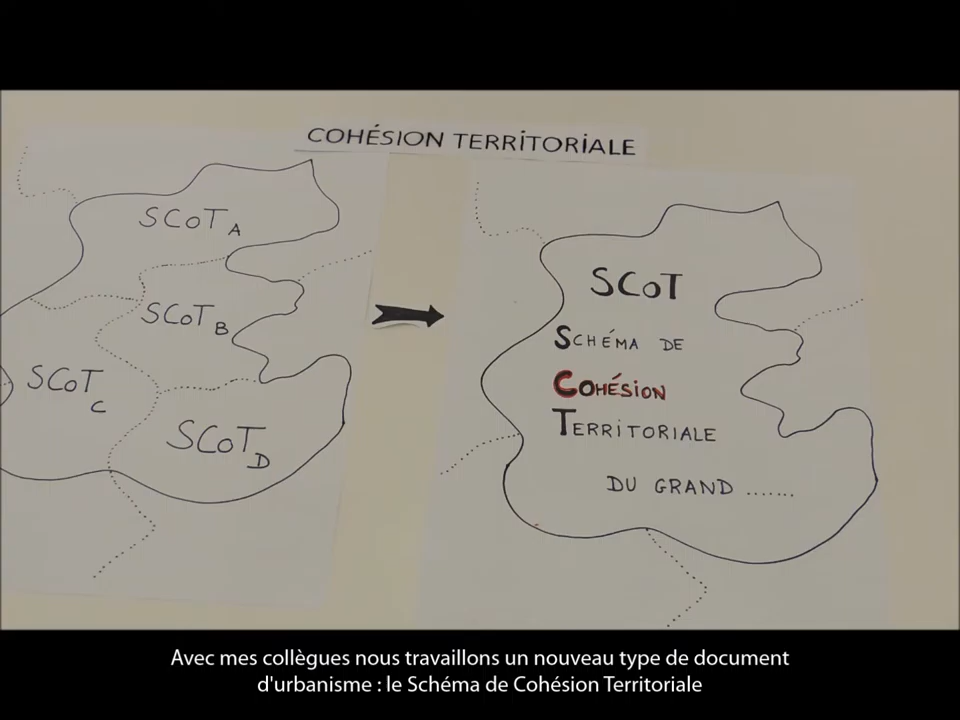 COHÉSION TERRITORIALE
SCoT A
SCoT B
SCoT C
SCoT D
SCoT
SCHÉMA DE
COHÉSION
TERRITORIALE
DU GRAND .......
Avec mes collègues nous travaillons un nouveau type de document
d'urbanisme : le Schéma de Cohésion Territoriale